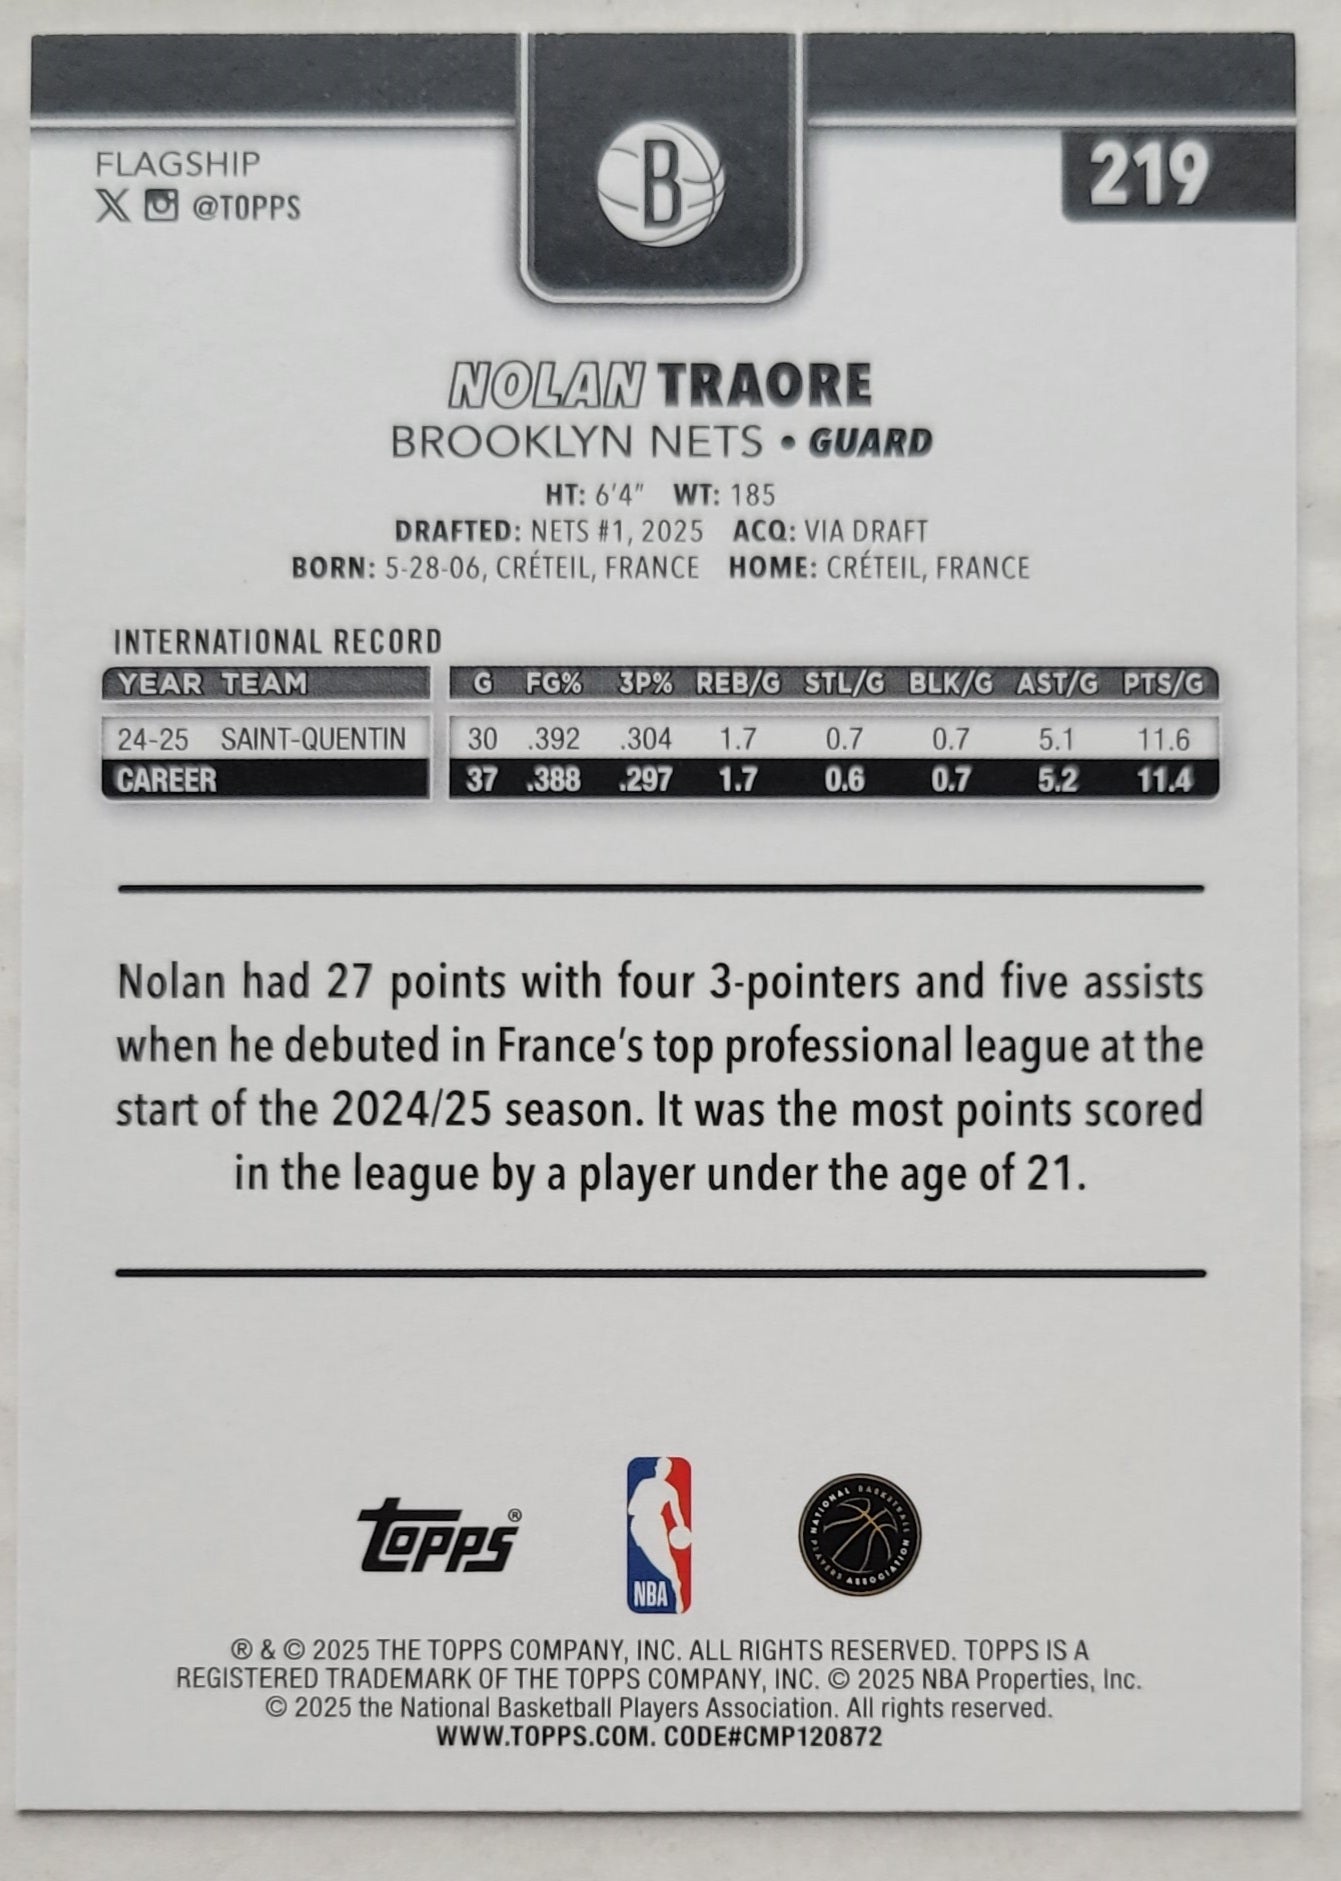 FLAGSHIP
X @TOPPS
B
219
NOLAN TRAORE
BROOKLYN NETS • GUARD
HT: 6'4" WT: 185
DRAFTED: NETS #1, 2025 ACQ: VIA DRAFT
BORN: 5-28-06, CRÉTEIL, FRANCE HOME: CRÉTEIL, FRANCE
INTERNATIONAL RECORD
YEAR TEAM G FG% 3P% REB/G STL/G BLK/G AST/G PTS/G
24-25 SAINT-QUENTIN 30 .392 .304 1.7 0.7 0.7 5.1 11.6
CAREER 37 .388 .297 1.7 0.6 0.7 5.2 11.4
Nolan had 27 points with four 3-pointers and five assists
when he debuted in France's top professional league at the
start of the 2024/25 season. It was the most points scored
in the league by a player under the age of 21.
TOPPS®
NBA
NATIONAL BASKETBALL PLAYERS ASSOCIATION
® & © 2025 THE TOPPS COMPANY, INC. ALL RIGHTS RESERVED. TOPPS IS A
REGISTERED TRADEMARK OF THE TOPPS COMPANY, INC. © 2025 NBA Properties, Inc.
© 2025 the National Basketball Players Association. All rights reserved.
WWW.TOPPS.COM. CODE#CMP120872